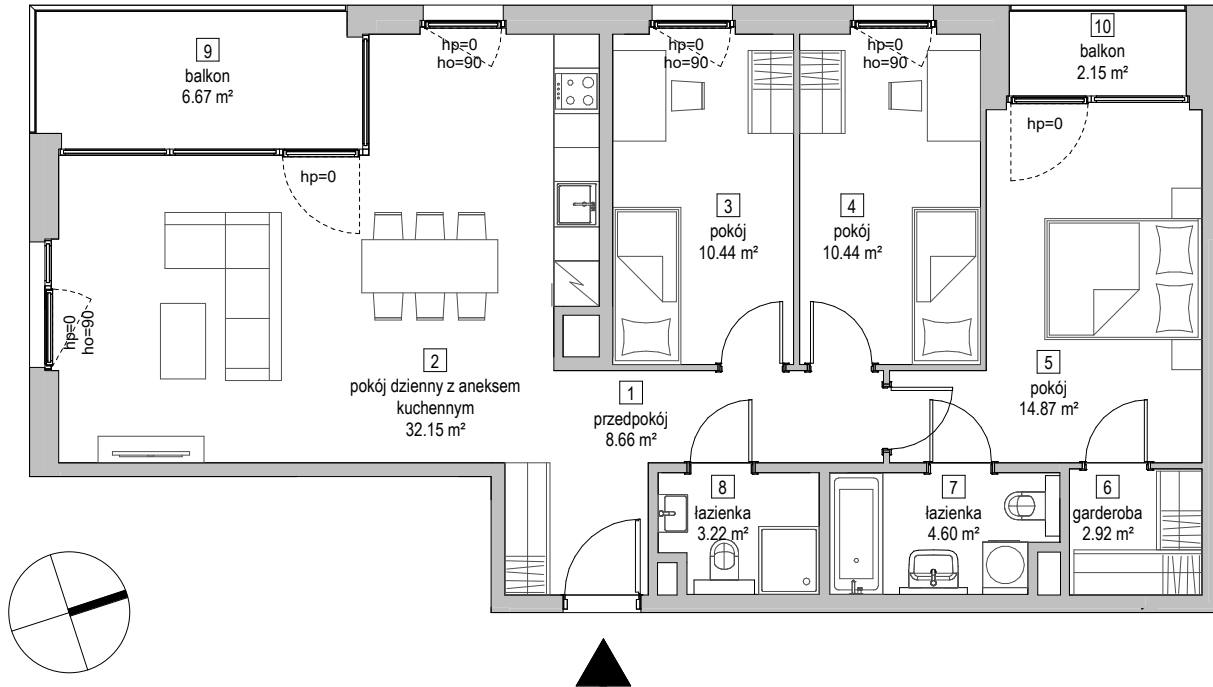 9
balkon
6.67 m²
hp=0
ho=90
hp=0
ho=90
hp=0
ho=90
10
balkon
2.15 m²
hp=0
hp=0
3
pokój
10.44 m²
4
pokój
10.44 m²
hp=0
ho=90
2
pokój dzienny z aneksem
kuchennym
32.15 m²
1
przedpokój
8.66 m²
5
pokój
14.87 m²
8
łazienka
3.22 m²
7
łazienka
4.60 m²
6
garderoba
2.92 m²